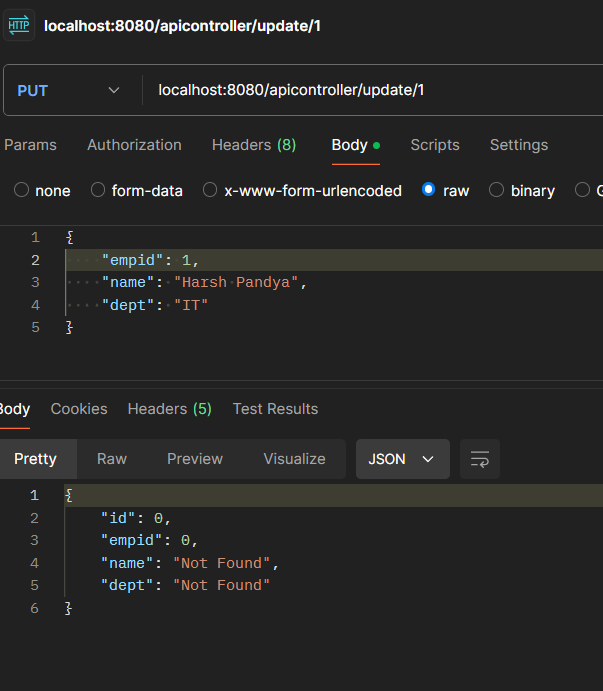 HTTP localhost:8080/apicontroller/update/1
PUT localhost:8080/apicontroller/update/1
Params Authorization Headers (8) Body Scripts Settings
none form-data x-www-form-urlencoded raw binary G
1 {
2 "empid": 1,
3 "name": "Harsh Pandya",
4 "dept": "IT"
5 }
Body Cookies Headers (5) Test Results
Pretty Raw Preview Visualize JSON
1 {
2 "id": 0,
3 "empid": 0,
4 "name": "Not Found",
5 "dept": "Not Found"
6 }